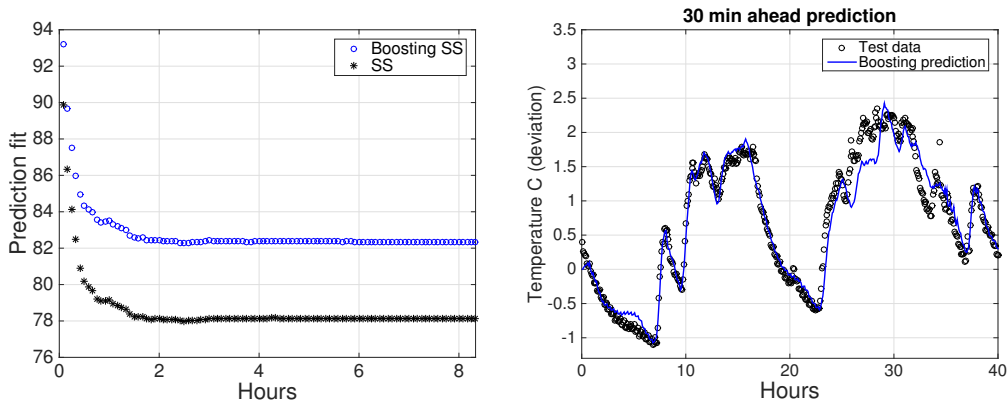 94
92
90
88
86
84
82
80
78
76
Prediction fit
0 2 4 6 8
Hours
Boosting SS
SS
30 min ahead prediction
3.5
3
2.5
2
1.5
1
0.5
0
-0.5
-1
Temperature C (deviation)
0 10 20 30 40
Hours
Test data
Boosting prediction